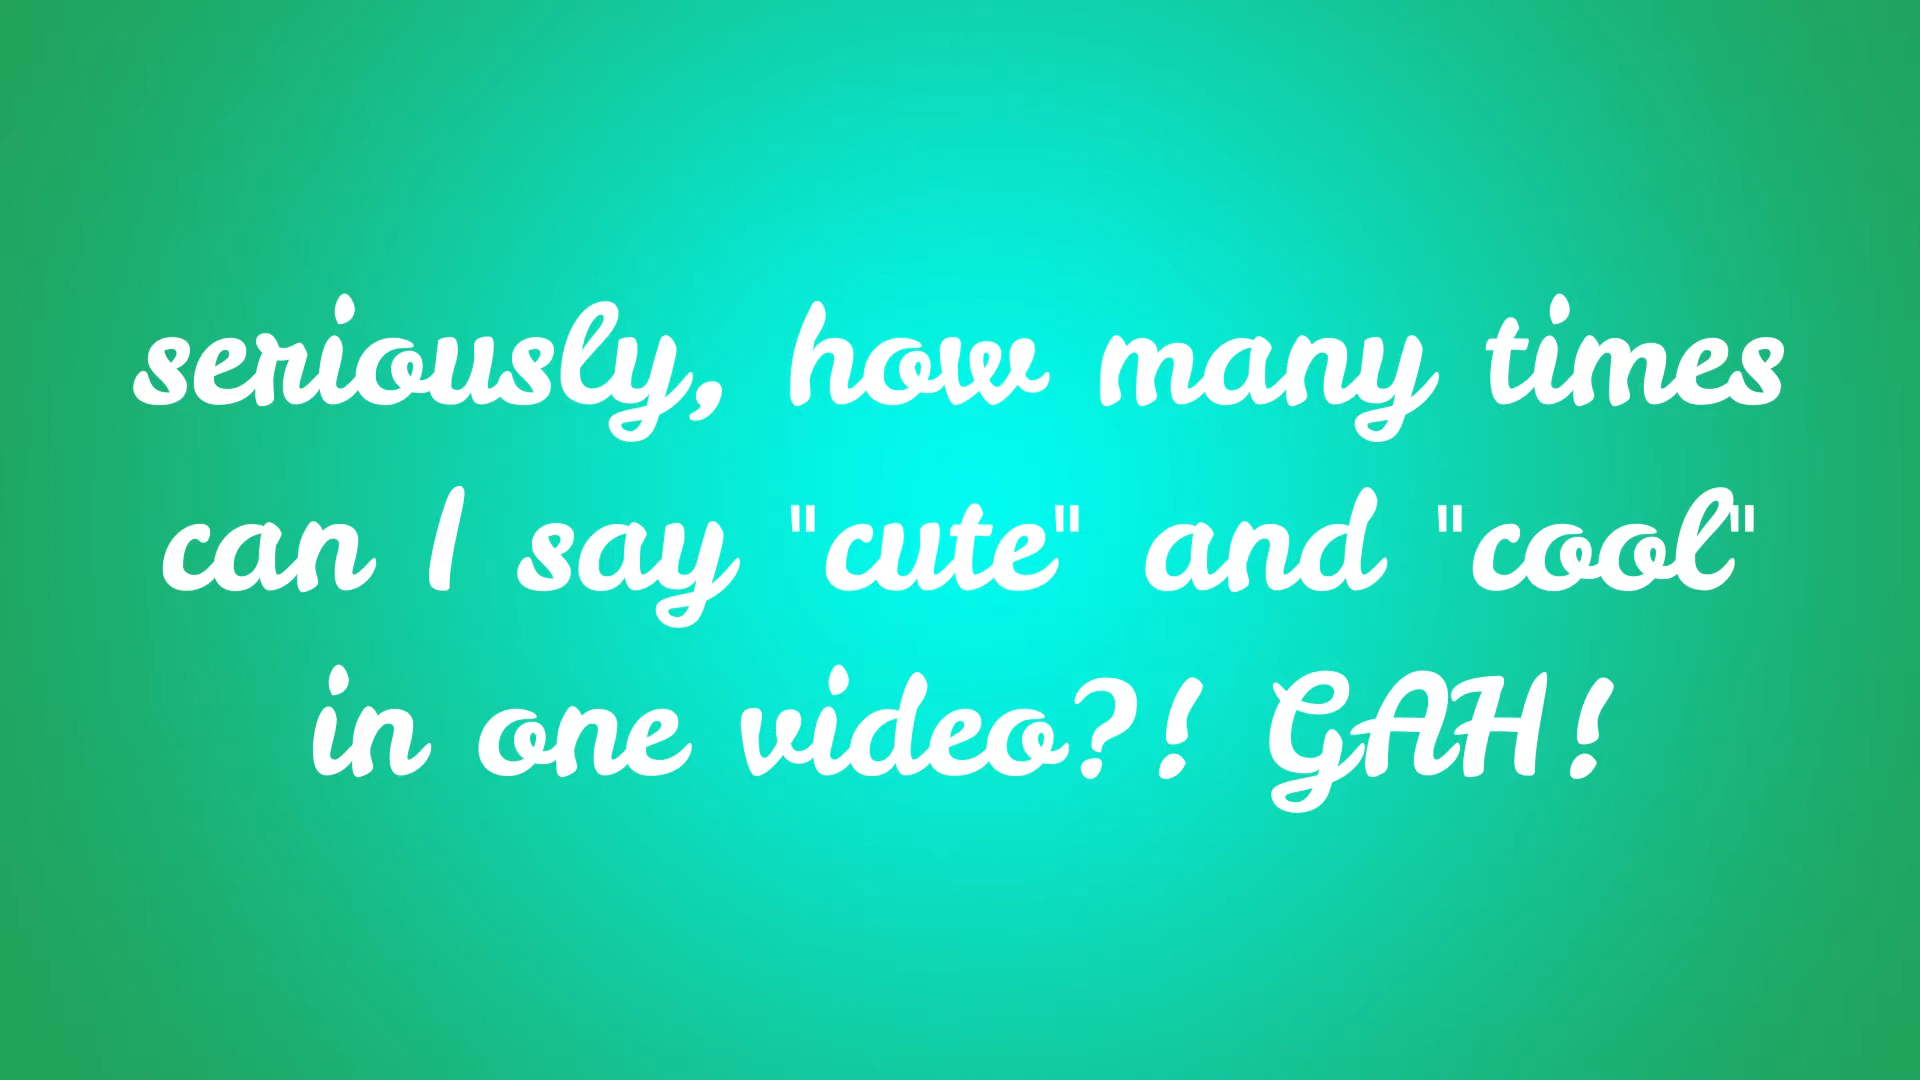 seriously, how many times
can I say "cute" and "cool"
in one video?! GAH!